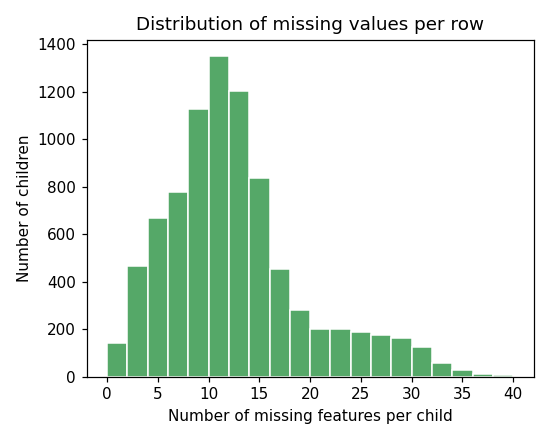 Distribution of missing values per row
1400
1200
1000
800
600
400
200
0
Number of children
0 5 10 15 20 25 30 35 40
Number of missing features per child